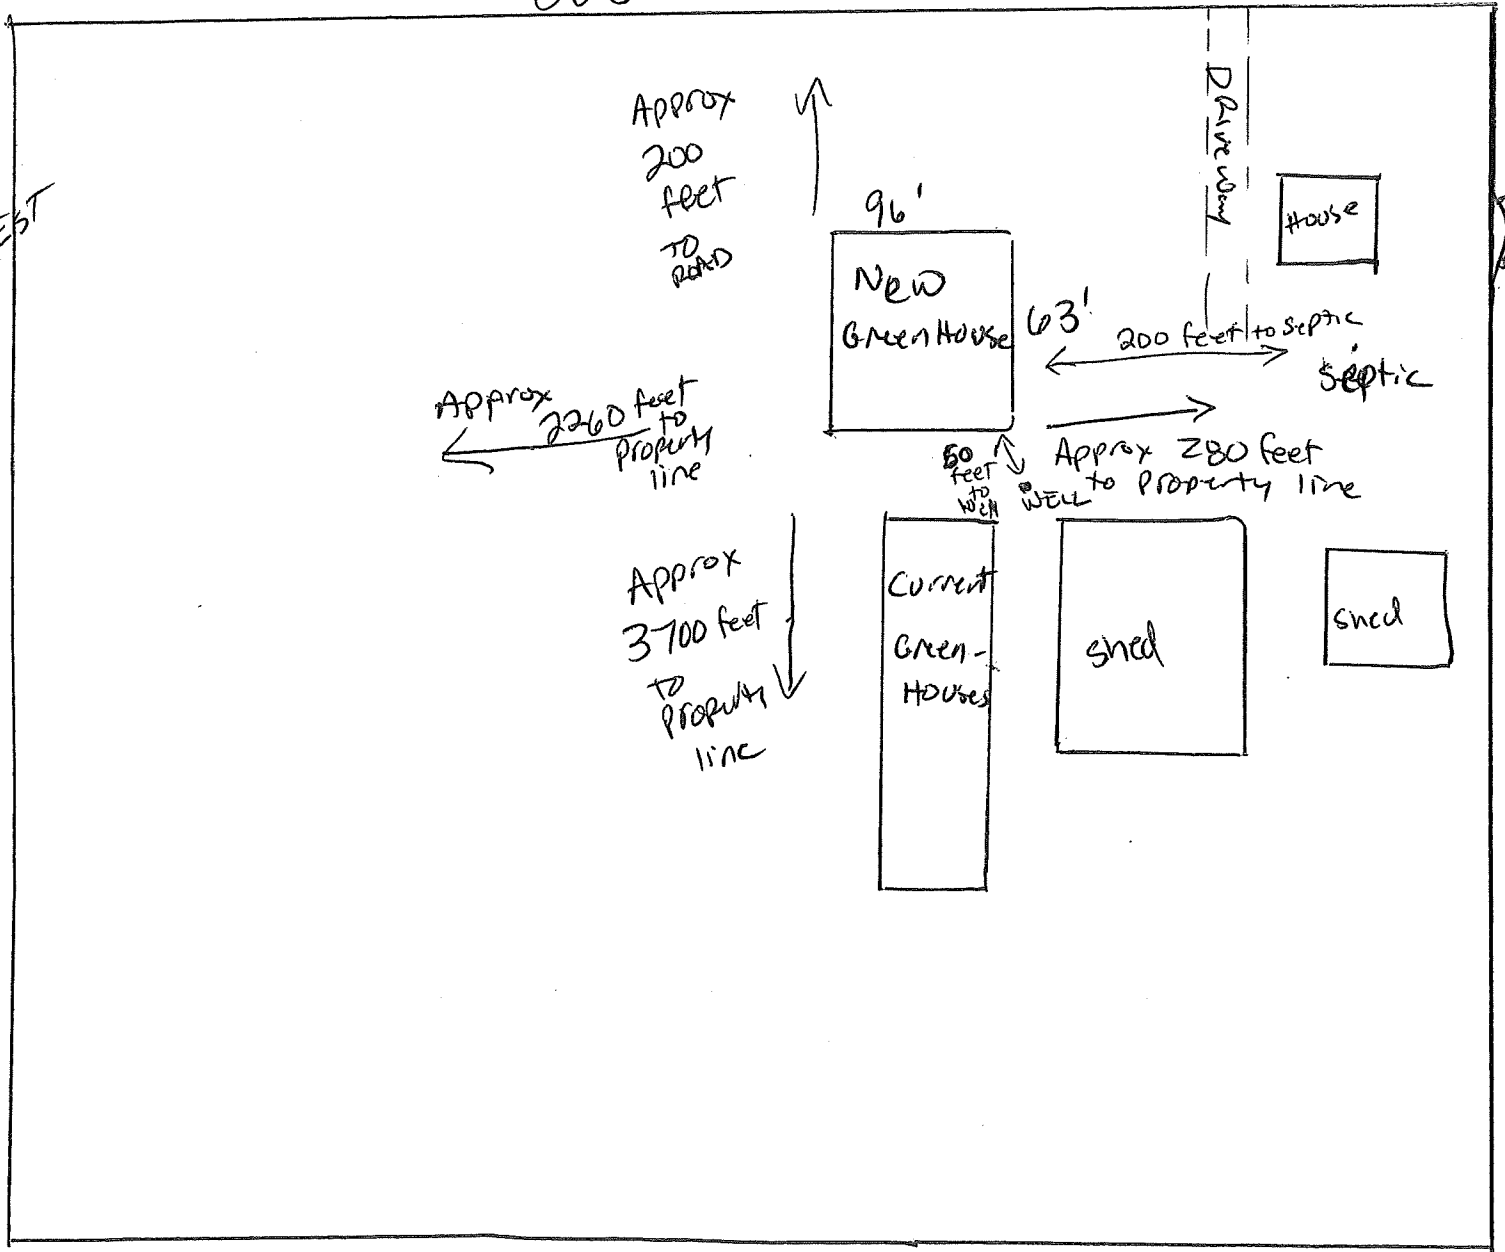 Approx
200
feet
TO
ROAD
DRiveway
House
96'
New
GreenHouse
63'
200 feet to septic
septic
Approx
2260 feet
to
property
line
Approx 280 feet
to Property line
50
feet
to
well
WELL
Approx
3700 feet
to
Property
line
Current
Green-
Houses
shed
shed